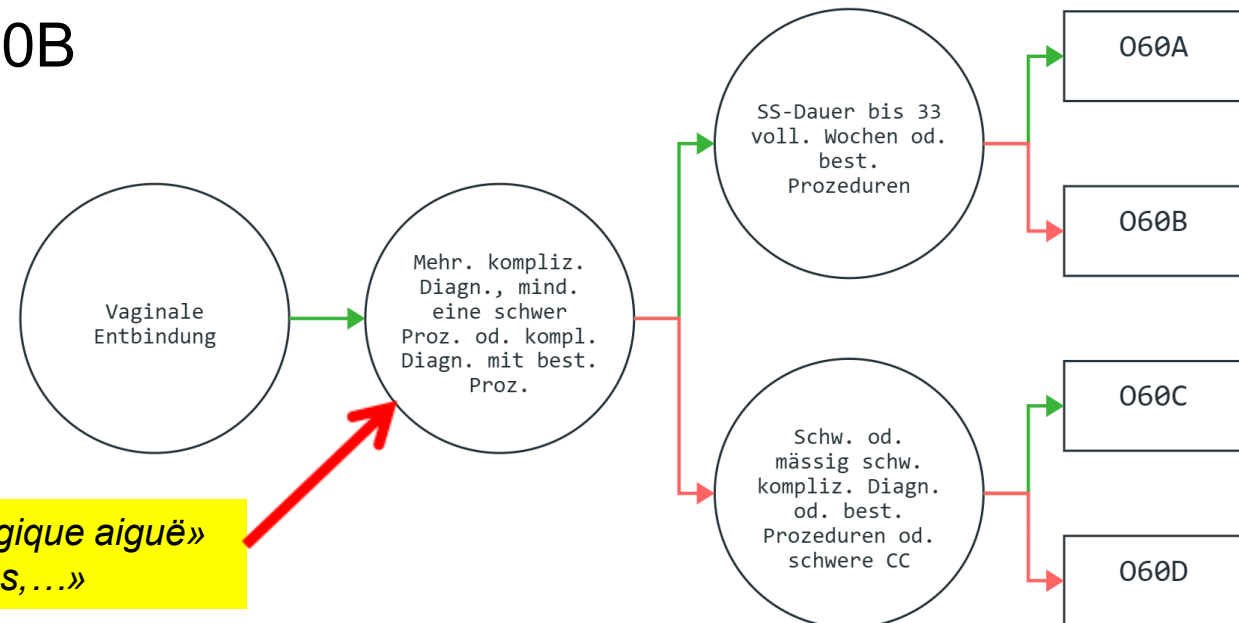 0B
Vaginale
Entbindung
Mehr. kompliz.
Diagn., mind.
eine schwer
Proz. od. kompl.
Diagn. mit best.
Proz.
SS-Dauer bis 33
voll. Wochen od.
best.
Prozeduren
Schw. od.
mässig schw.
kompliz. Diagn.
od. best.
Prozeduren od.
schwere CC
O60A
O60B
O60C
O60D
gique aiguë»
s,...»